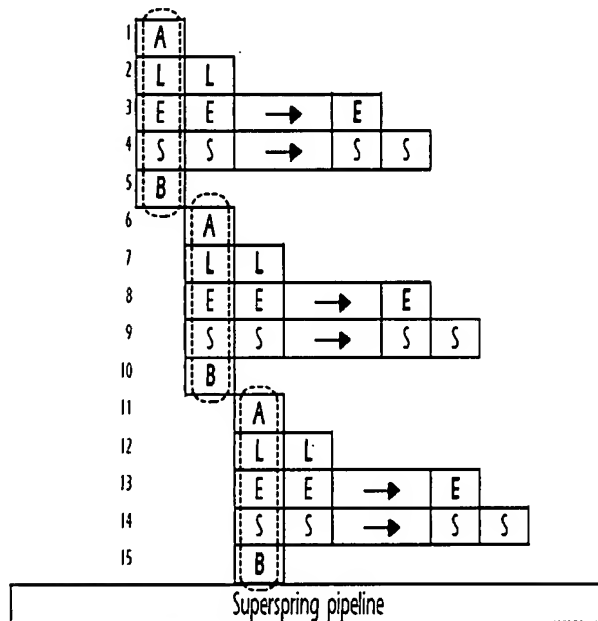 1 A
2 L L
3 E E → E
4 S S → S S
5 B
6 A
7 L L
8 E E → E
9 S S → S S
10 B
11 A
12 L L
13 E E → E
14 S S → S S
15 B
Superspring pipeline